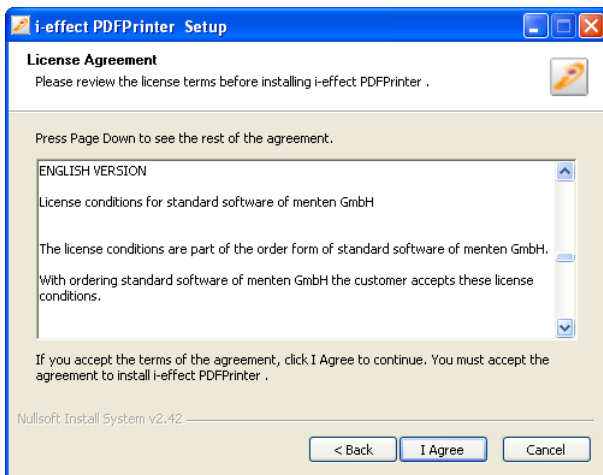 i-effect PDFPrinter  Setup
License Agreement
Please review the license terms before installing i-effect PDFPrinter .
Press Page Down to see the rest of the agreement.
ENGLISH VERSION
License conditions for standard software of menten GmbH
The license conditions are part of the order form of standard software of menten GmbH.
With ordering standard software of menten GmbH the customer accepts these license
conditions.
If you accept the terms of the agreement, click I Agree to continue. You must accept the
agreement to install i-effect PDFPrinter .
Nullsoft Install System v2.42
< Back  I Agree  Cancel